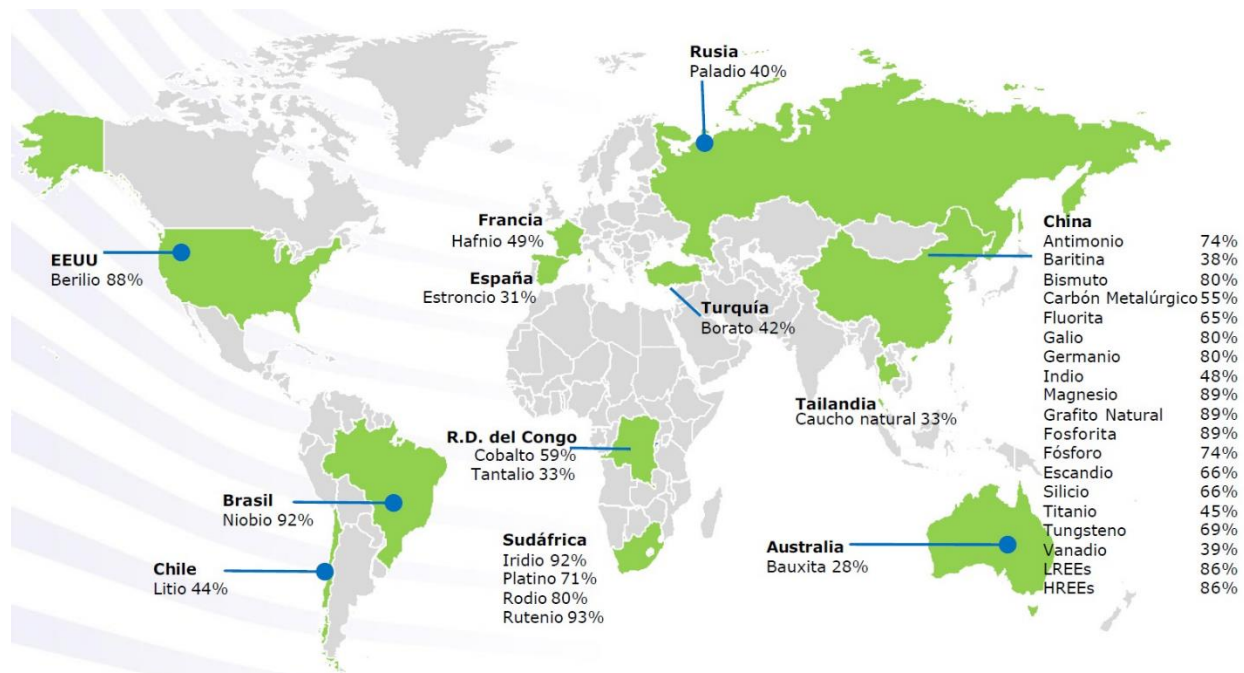 Rusia
Paladio 40%
Francia
Hafnio 49%
España
Estroncio 31%
EEUU
Berilio 88%
Turquía
Borato 42%
China
Antimonio 74%
Baritina 38%
Bismuto 80%
Carbón Metalúrgico 55%
Fluorita 65%
Galio 80%
Germanio 80%
Indio 48%
Magnesio 89%
Grafito Natural 89%
Fosforita 89%
Fósforo 74%
Escandio 66%
Silicio 66%
Titanio 45%
Tungsteno 69%
Vanadio 39%
LREEs 86%
HREEs 86%
Tailandia
Caucho natural 33%
R.D. del Congo
Cobalto 59%
Tantalio 33%
Brasil
Niobio 92%
Sudáfrica
Iridio 92%
Platino 71%
Rodio 80%
Rutenio 93%
Australia
Bauxita 28%
Chile
Litio 44%